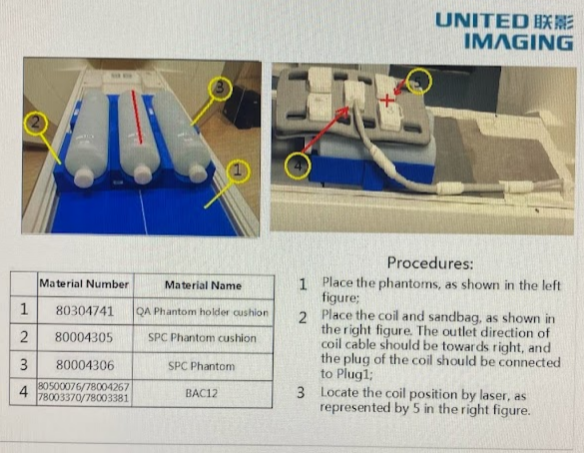 UNITED 联影
IMAGING
3
2
1
4
Procedures:
1 Place the phantoms, as shown in the left
figure;
2 Place the coil and sandbag, as shown in
the right figure. The outlet direction of
coil cable should be towards right, and
the plug of the coil should be connected
to Plug1;
3 Locate the coil position by laser, as
represented by 5 in the right figure.
Material Number Material Name
1 80304741 QA Phantom holder cushion
2 80004305 SPC Phantom cushion
3 80004306 SPC Phantom
4 80500076/78004267 BAC12
78003370/78003381